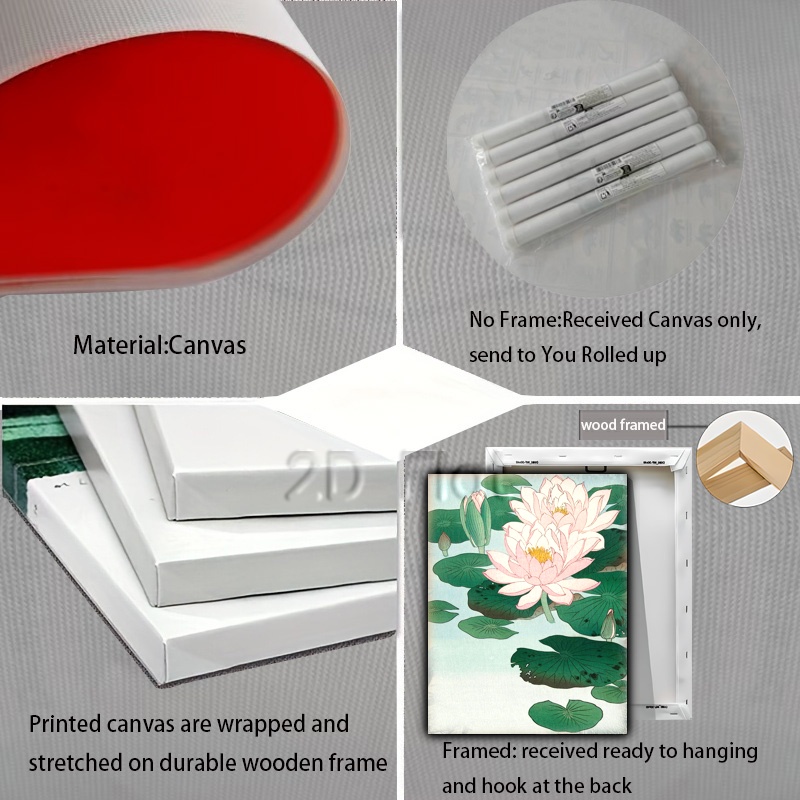 Material:Canvas
No Frame:Received Canvas only,
send to You Rolled up
wood framed
2.D
Printed canvas are wrapped and
stretched on durable wooden frame
Framed: received ready to hanging
and hook at the back